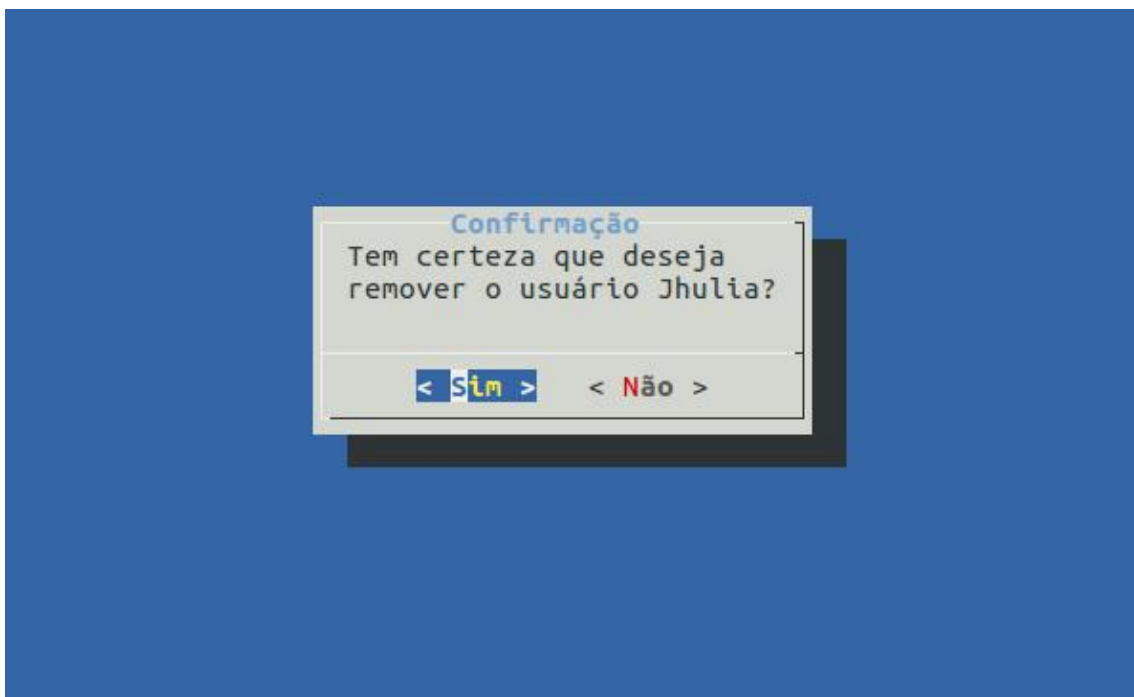 Confirmação
Tem certeza que deseja
remover o usuário Jhulia?
< Sim > < Não >